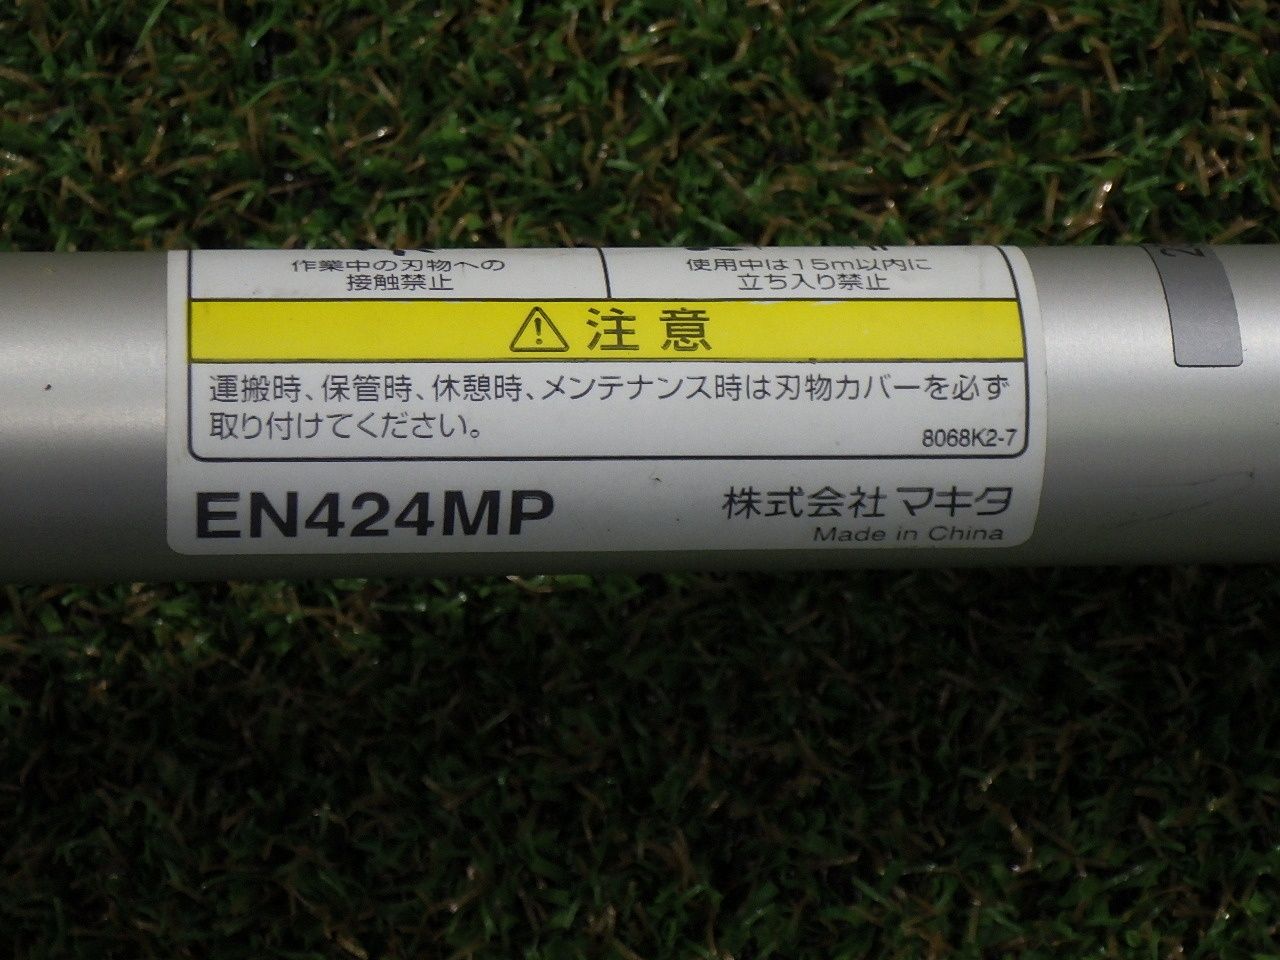 作業中の刃物への
接触禁止
使用中は15m以内に
立ち入り禁止
注意
運搬時、保管時、休憩時、メンテナンス時は刃物カバーを必ず
取り付けてください。
8068K2-7
EN424MP
株式会社マキタ
Made in China
2